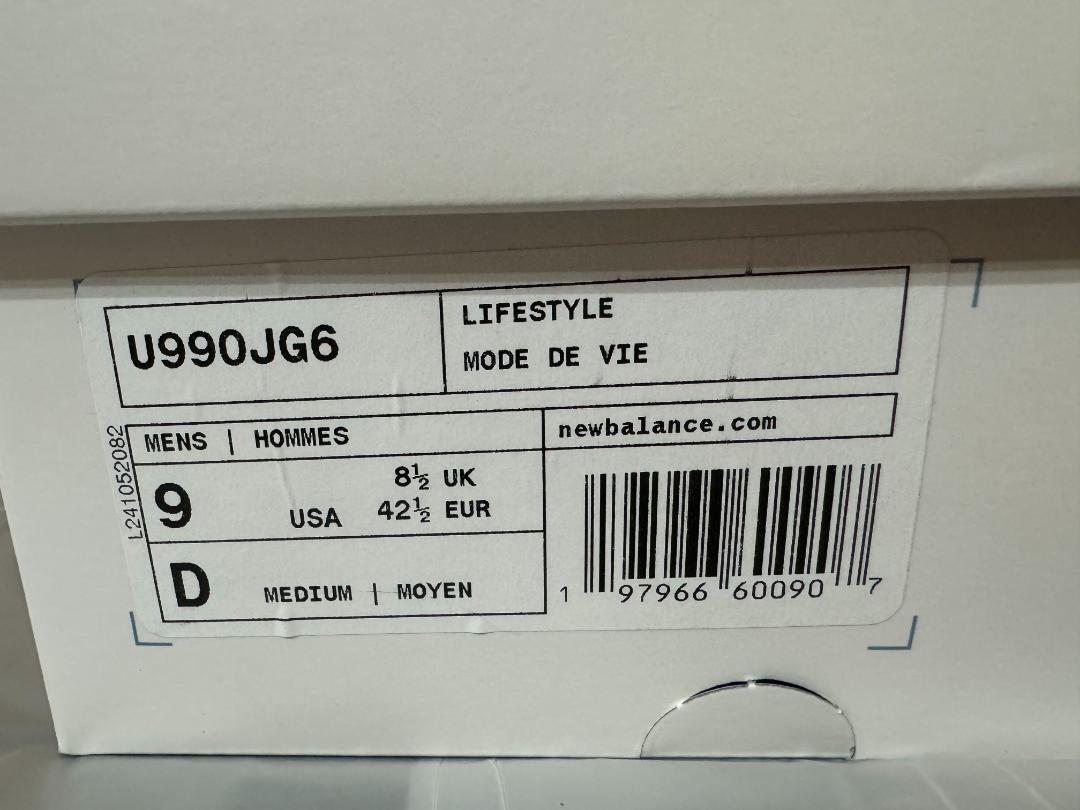 U990JG6
LIFESTYLE
MODE DE VIE
L241052082
MENS | HOMMES
newbalance.com
9 USA 8½ UK
42½ EUR
D MEDIUM | MOYEN
1 97966 60090 7